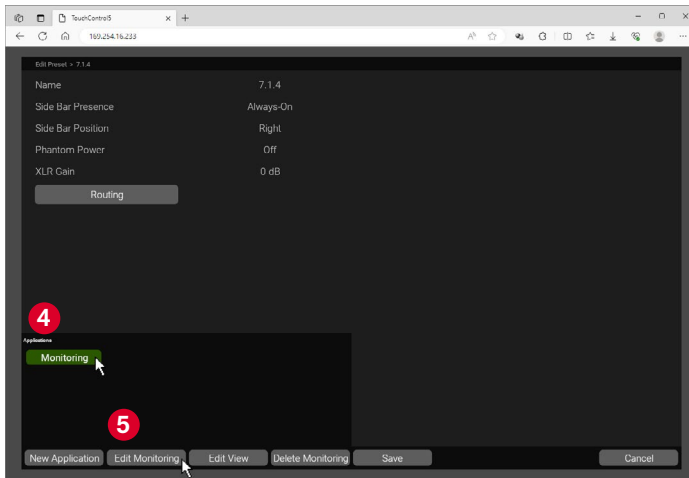 TouchControl5
169.254.16.233
Edit Preset > 7.1.4
Name 7.1.4
Side Bar Presence Always-On
Side Bar Position Right
Phantom Power Off
XLR Gain 0 dB
Routing
4
Applications
Monitoring
5
New Application Edit Monitoring Edit View Delete Monitoring Save Cancel